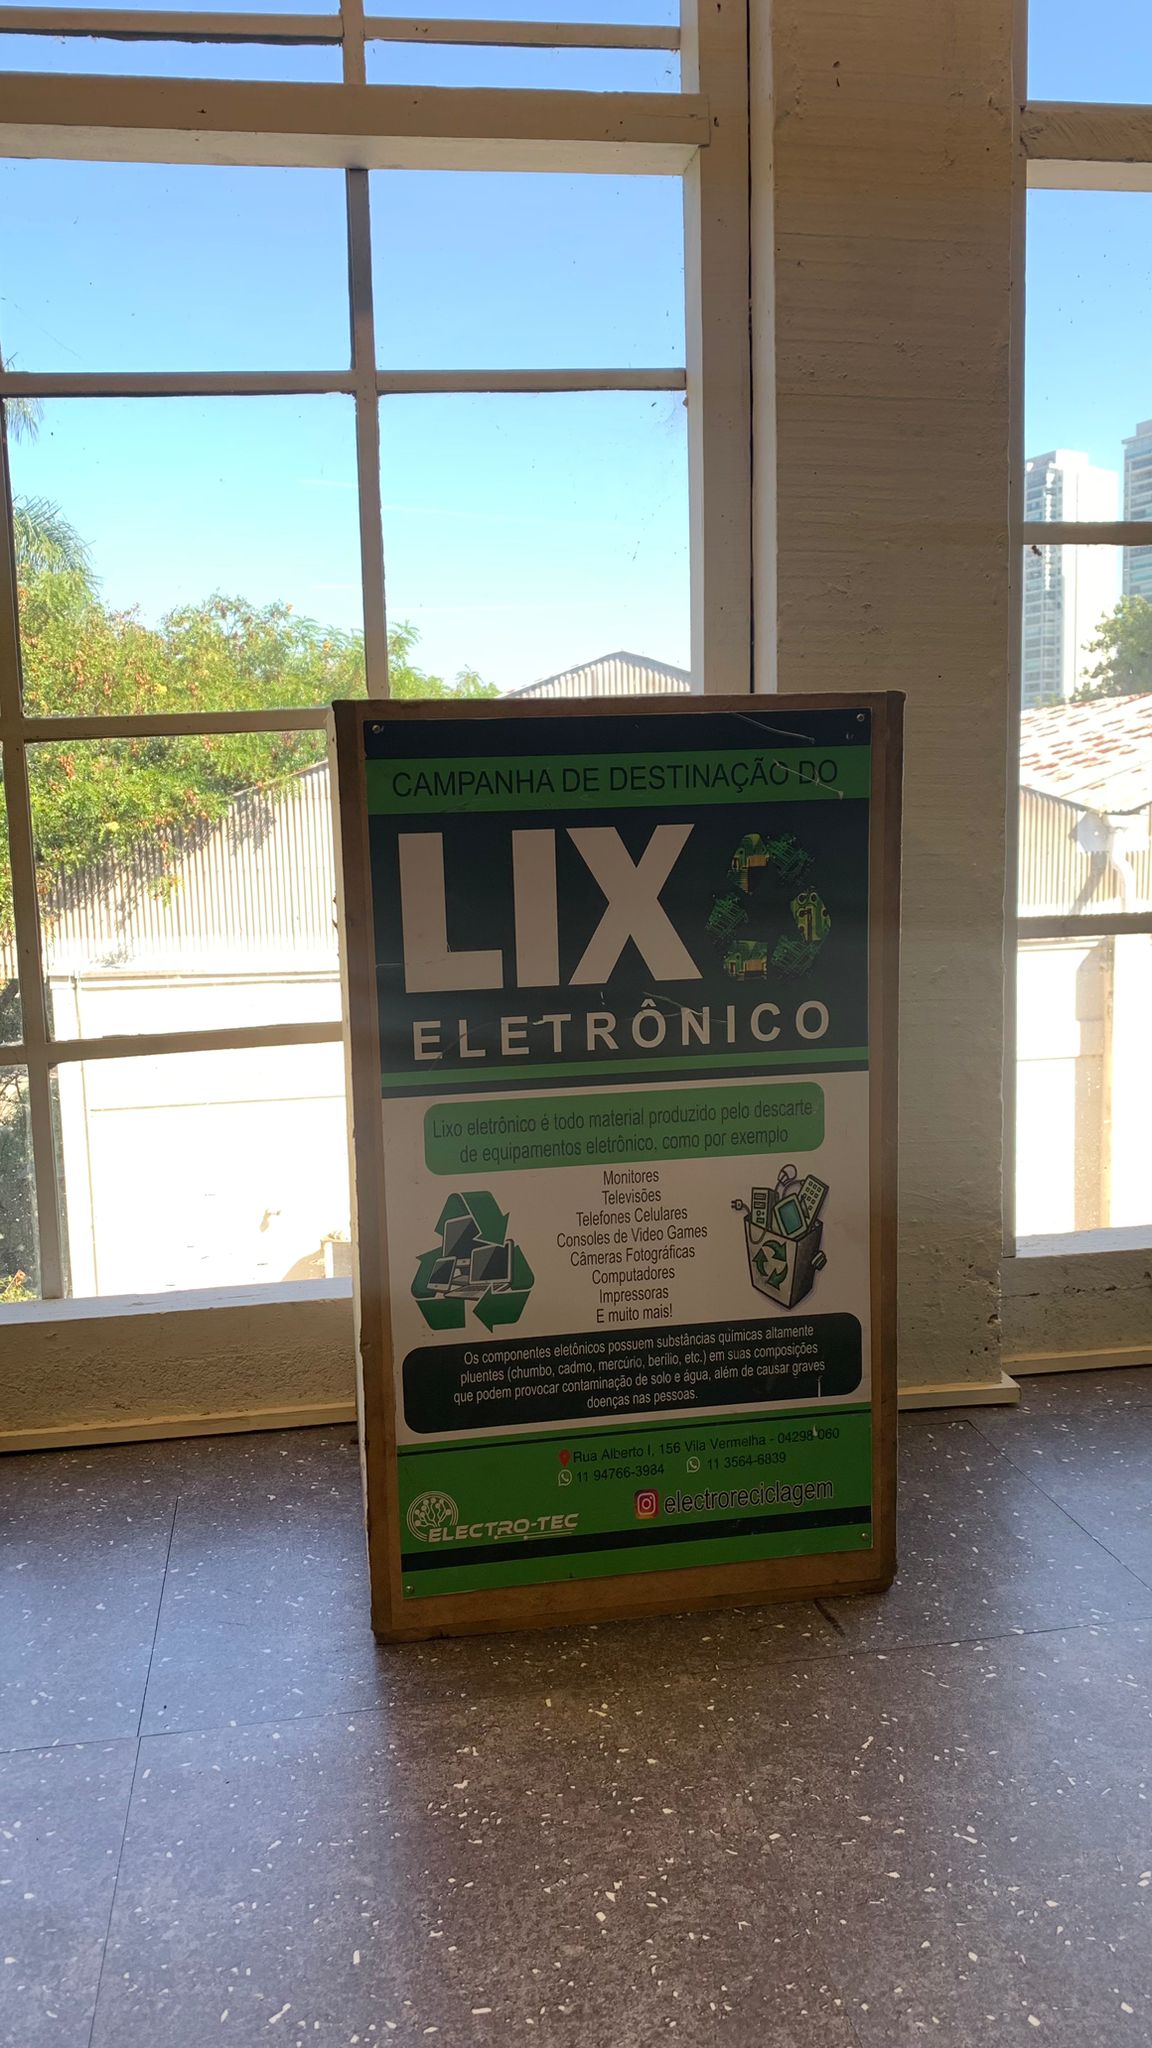 CAMPANHA DE DESTINAÇÃO DO
LIXO
ELETRÔNICO
Lixo eletrônico é todo material produzido pelo descarte
de equipamentos eletrônico, como por exemplo
Monitores
Televisões
Telefones Celulares
Consoles de Video Games
Câmeras Fotográficas
Computadores
Impressoras
E muito mais!
Os componentes eletônicos possuem substâncias químicas altamente
pluentes (chumbo, cadmo, mercúrio, berílio, etc.) em suas composições
que podem provocar contaminação de solo e água, além de causar graves
doenças nas pessoas.
Rua Alberto I, 156 Vila Vermelha - 04298 060
11 94766-3984 11 3564-6839
electroreciclagem
ELECTRO-TEC